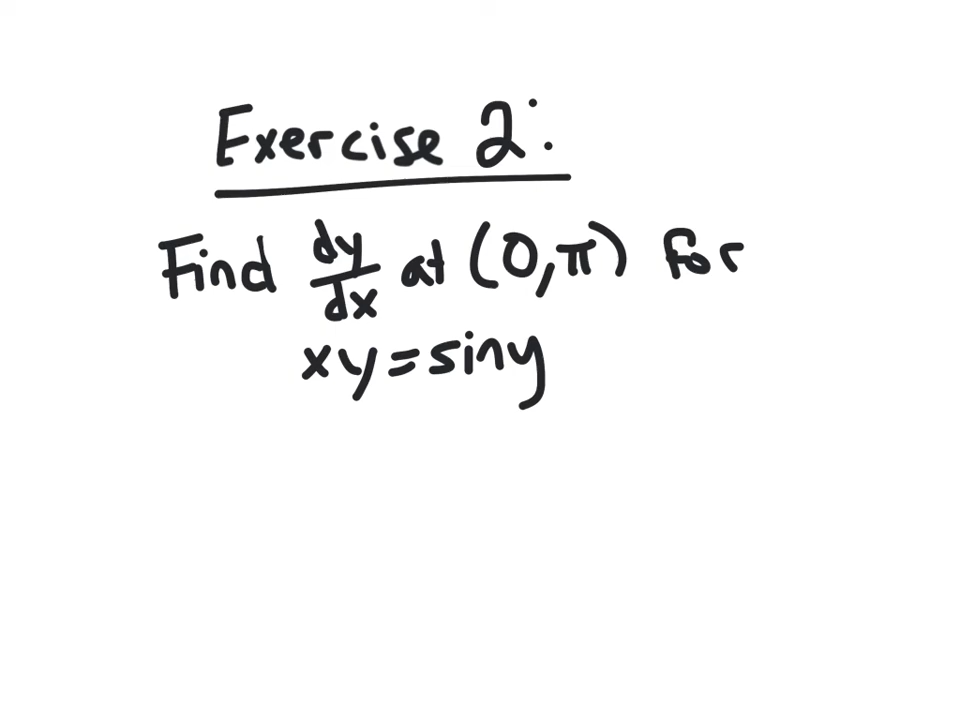 Exercise 2:
Find dy/dx at (0,π) for
xy=siny